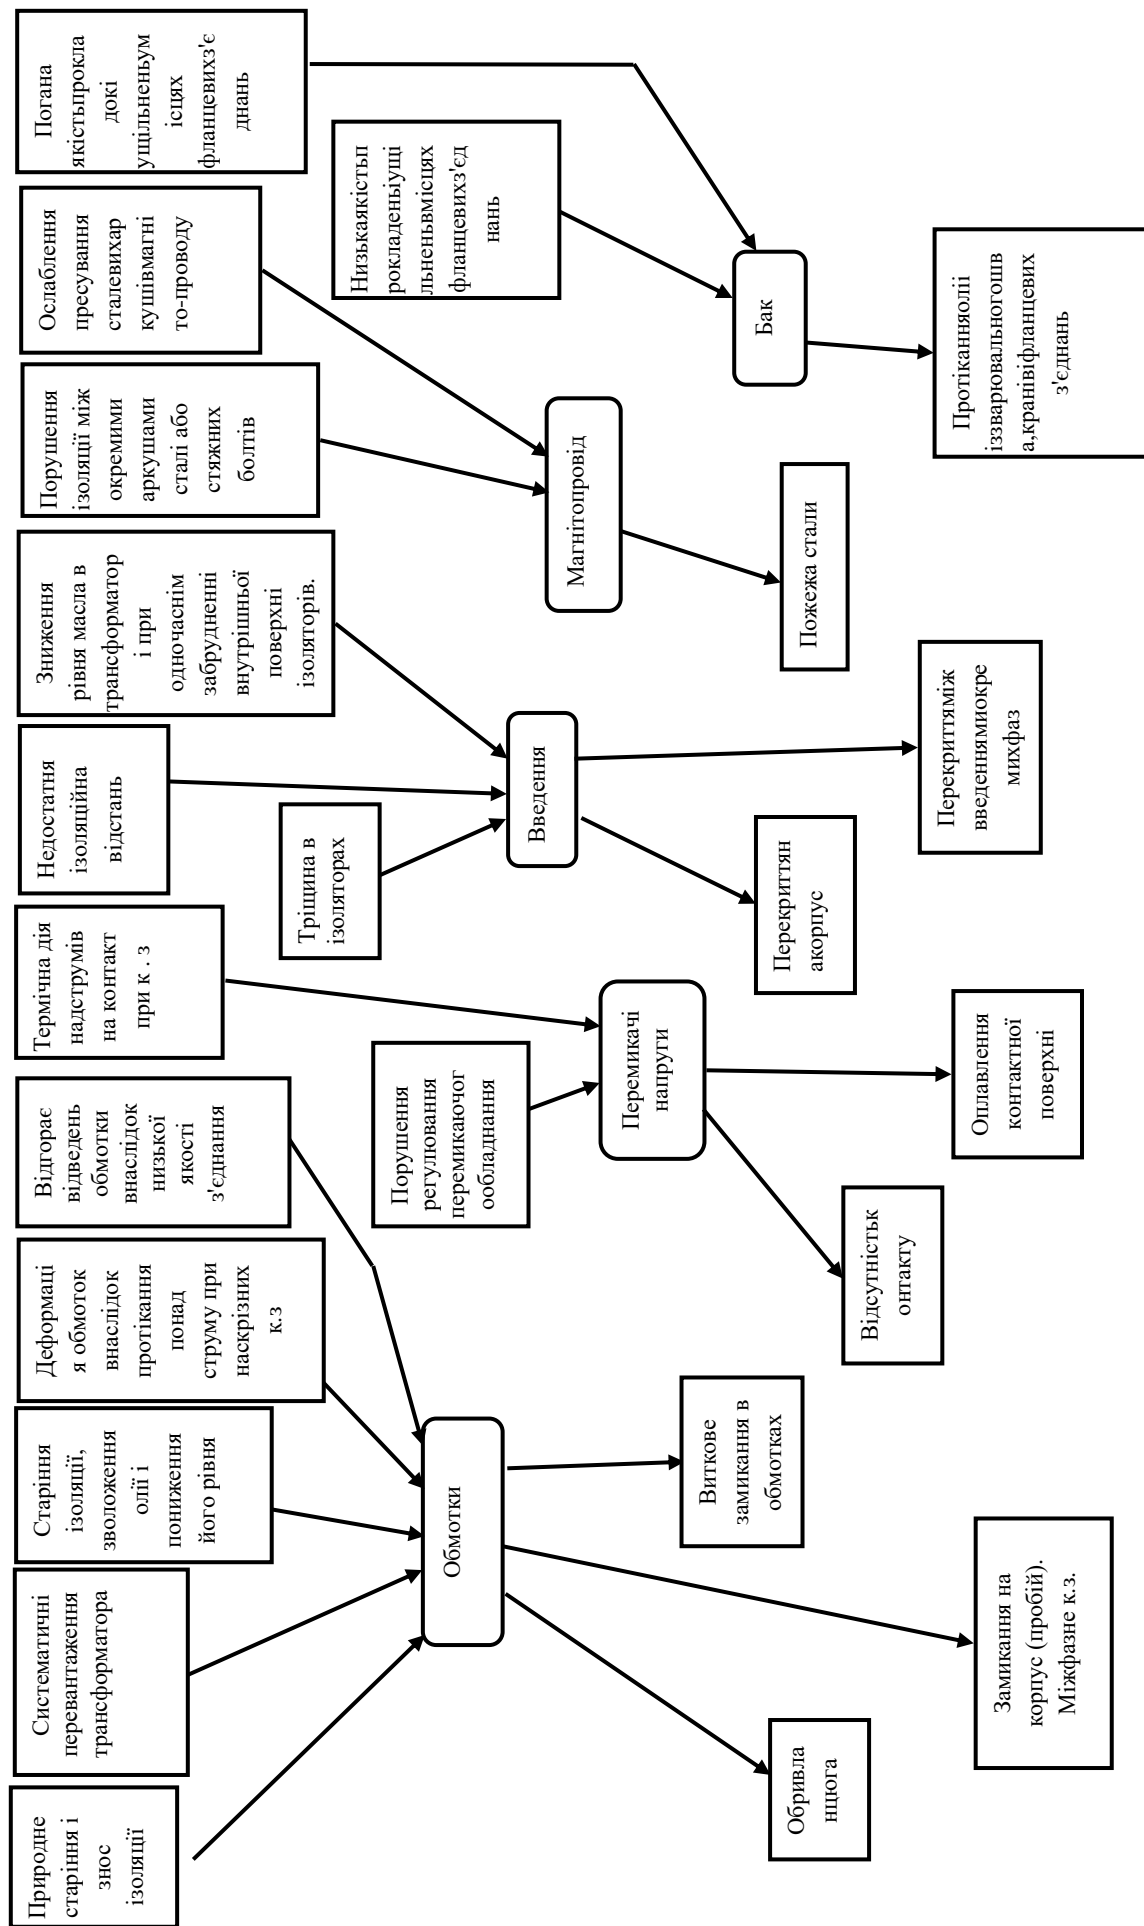 Природне
старіння і
знос
ізоляції
Систематичні
перевантаження
трансформатора
Старіння
ізоляції,
зволоження
олії і
пониження
його рівня
Деформаці
я обмоток
внаслідок
протікання
понад
струму при
наскрізних
к.з
Відгорає
відведень
обмотки
внаслідок
низької
якості
з'єднання
Термічна дія
надструмів
на контакт
при к . з
Недостатня
ізоляційна
відстань
Зниження
рівня масла в
трансформатор
і при
одночаснім
забрудненні
внутрішньої
поверхні
ізоляторів.
Порушення
ізоляції між
окремими
аркушами
сталі або
стяжних
болтів
Ослаблення
пресування
сталевихар
кушівмагні
то-проводу
Погана
якістьпрокла
докі
ущільненьум
ісцях
фланцевихз'є
днань
Порушення
регулювання
перемикаючог
ообладнання
Тріщина в
ізоляторах
Низькаякістьп
рокладеньіущі
льненьвмісцях
фланцевихз'єд
нань
Обмотки
Перемикачі
напруги
Введення
Магнітопровід
Бак
Обривла
нцюга
Замикання на
корпус (пробій).
Міжфазне к.з.
Виткове
замикання в
обмотках
Відсутністьк
онтакту
Оплавлення
контактної
поверхні
Перекриттян
акорпус
Перекриттяміж
введеннямиокре
михфаз
Пожежа стали
Протіканняоліі
іззварювальногошв
а,кранівіфланцевих
з'єднань